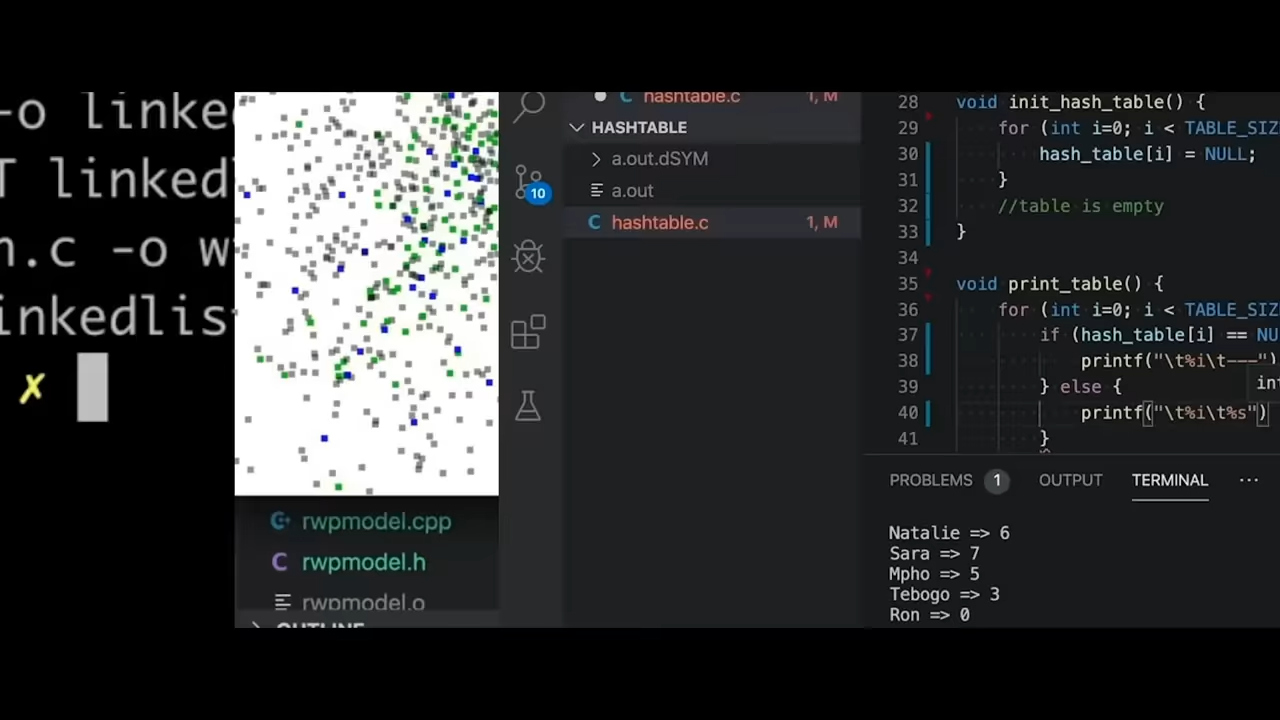 -o linke
T linked
.c -o w
inkedlis
✗
rwpmodel.cpp
rwpmodel.h
rwpmodel.o
OUTLINE
hashtable.c 1, M
HASHTABLE
a.out.dSYM
a.out
hashtable.c 1, M
10
28 void init_hash_table() {
29 for (int i=0; i < TABLE_SIZ
30 hash_table[i] = NULL;
31 }
32 //table is empty
33 }
34
35 void print_table() {
36 for (int i=0; i < TABLE_SIZ
37 if (hash_table[i] == NU
38 printf("\t%i\t---")
39 } else {
int
40 printf("\t%i\t%s")
41 }
PROBLEMS 1 OUTPUT TERMINAL ···
Natalie => 6
Sara => 7
Mpho => 5
Tebogo => 3
Ron => 0